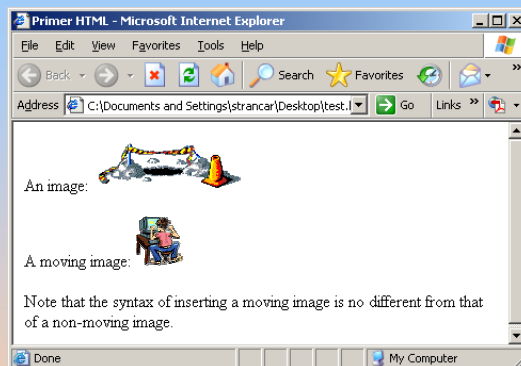 Primer HTML - Microsoft Internet Explorer
File Edit View Favorites Tools Help
Back Search Favorites »
Address C:\Documents and Settings\strancar\Desktop\test.l Go Links »
An image:
A moving image:
Note that the syntax of inserting a moving image is no different from that
of a non-moving image.
Done My Computer